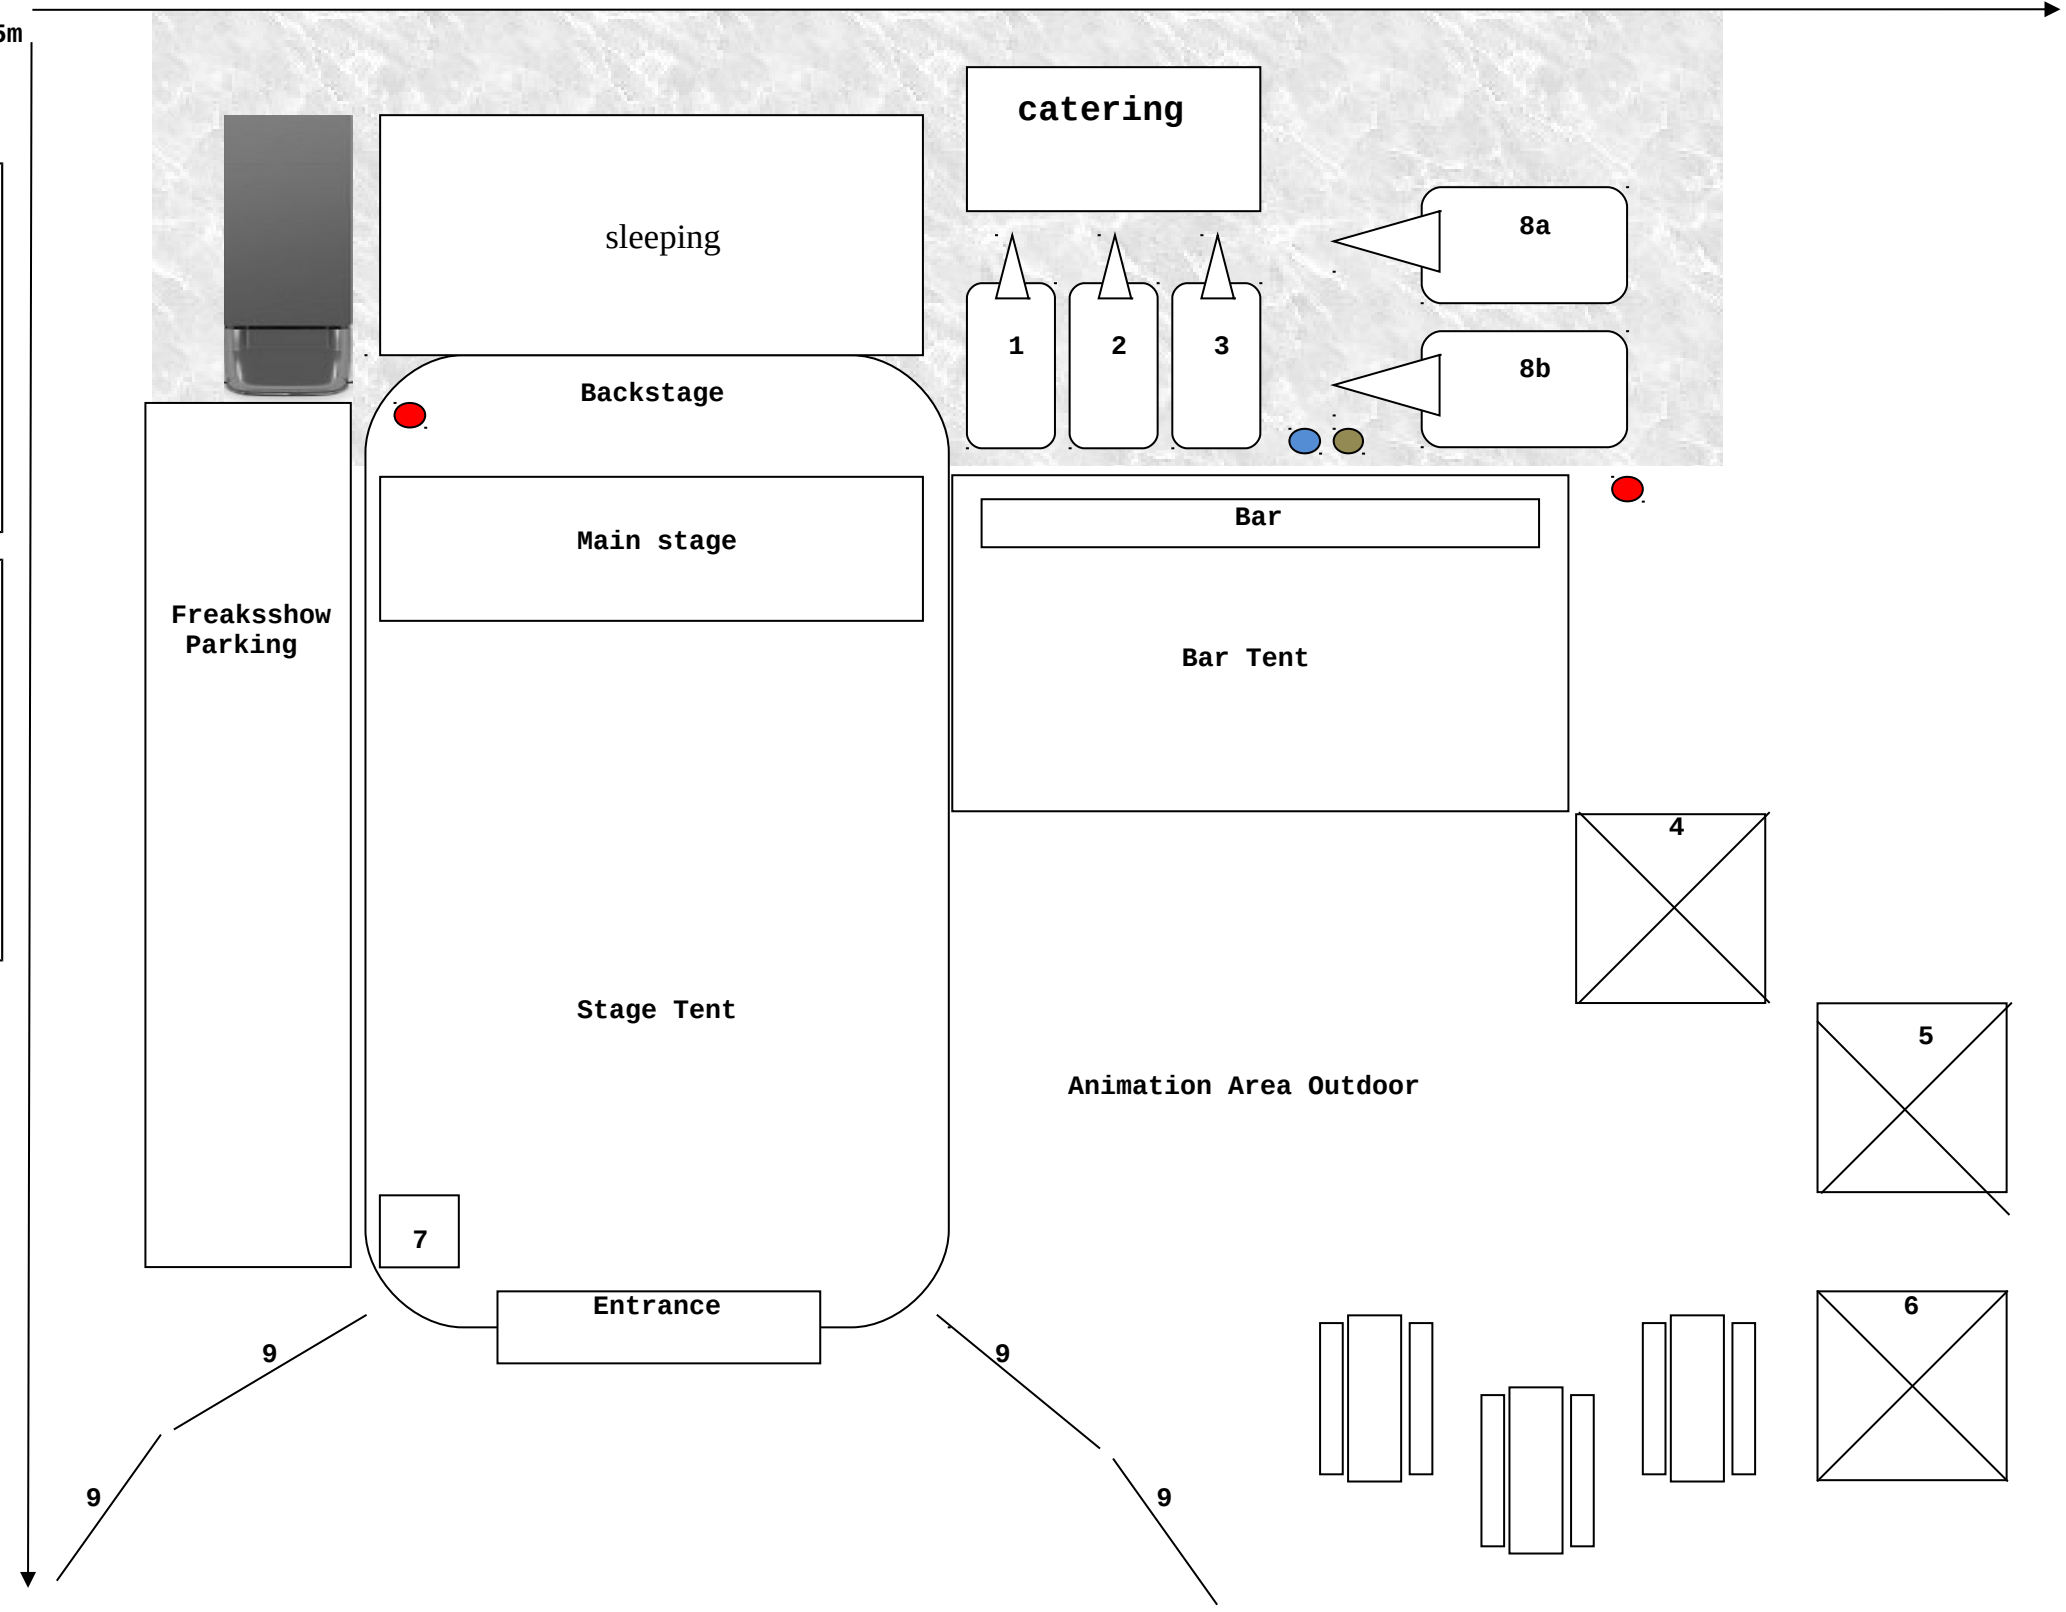 5m
catering
8a
sleeping
1
2
3
8b
Backstage
Bar
Main stage
Freaksshow
Parking
Bar Tent
4
Stage Tent
5
Animation Area Outdoor
7
Entrance
6
9
9
9
9